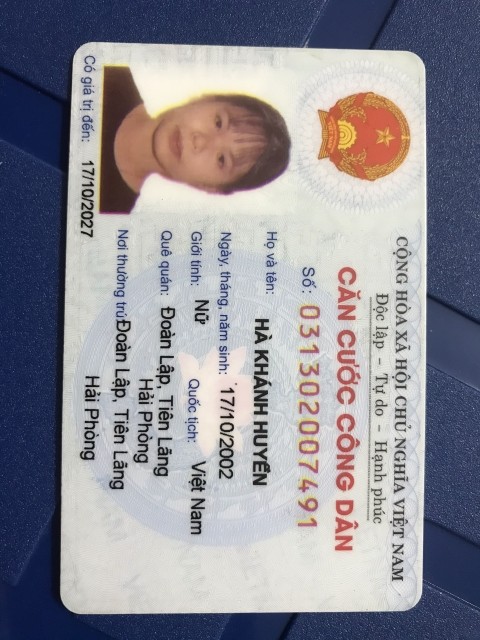 CỘNG HÒA XÃ HỘI CHỦ NGHĨA VIỆT NAM
Độc lập – Tự do – Hạnh phúc
CĂN CƯỚC CÔNG DÂN
Số: 031302007491
Họ và tên:
HÀ KHÁNH HUYỀN
Ngày, tháng, năm sinh: 17/10/2002
Giới tính: NỮ Quốc tịch: Việt Nam
Quê quán: Đoàn Lập, Tiên Lãng
Hải Phòng
Nơi thường trú: Đoàn Lập, Tiên Lãng
Hải Phòng
Có giá trị đến: 17/10/2027